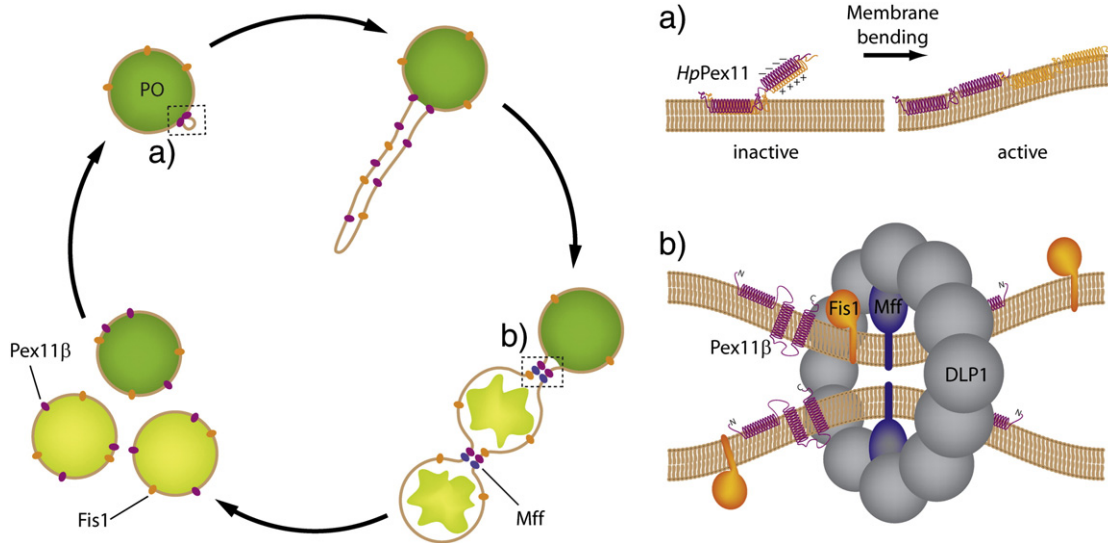 PO
a)
b)
Pex11β
Fis1
Mff
a)
Membrane
bending
HpPex11
– – – – –
++++
inactive
active
b)
N
C
Fis1
Mff
N
Pex11β
DLP1
N
C
N